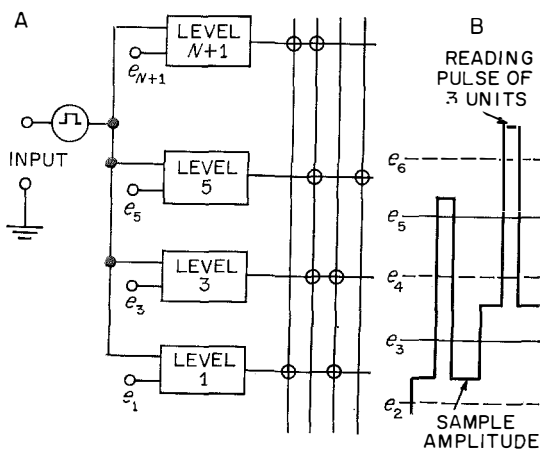 A
LEVEL
N+1
e_{N+1}
INPUT
LEVEL
5
e_5
LEVEL
3
e_3
LEVEL
1
e_1
B
READING
PULSE OF
3 UNITS
e_6
e_5
e_4
e_3
e_2
SAMPLE
AMPLITUDE